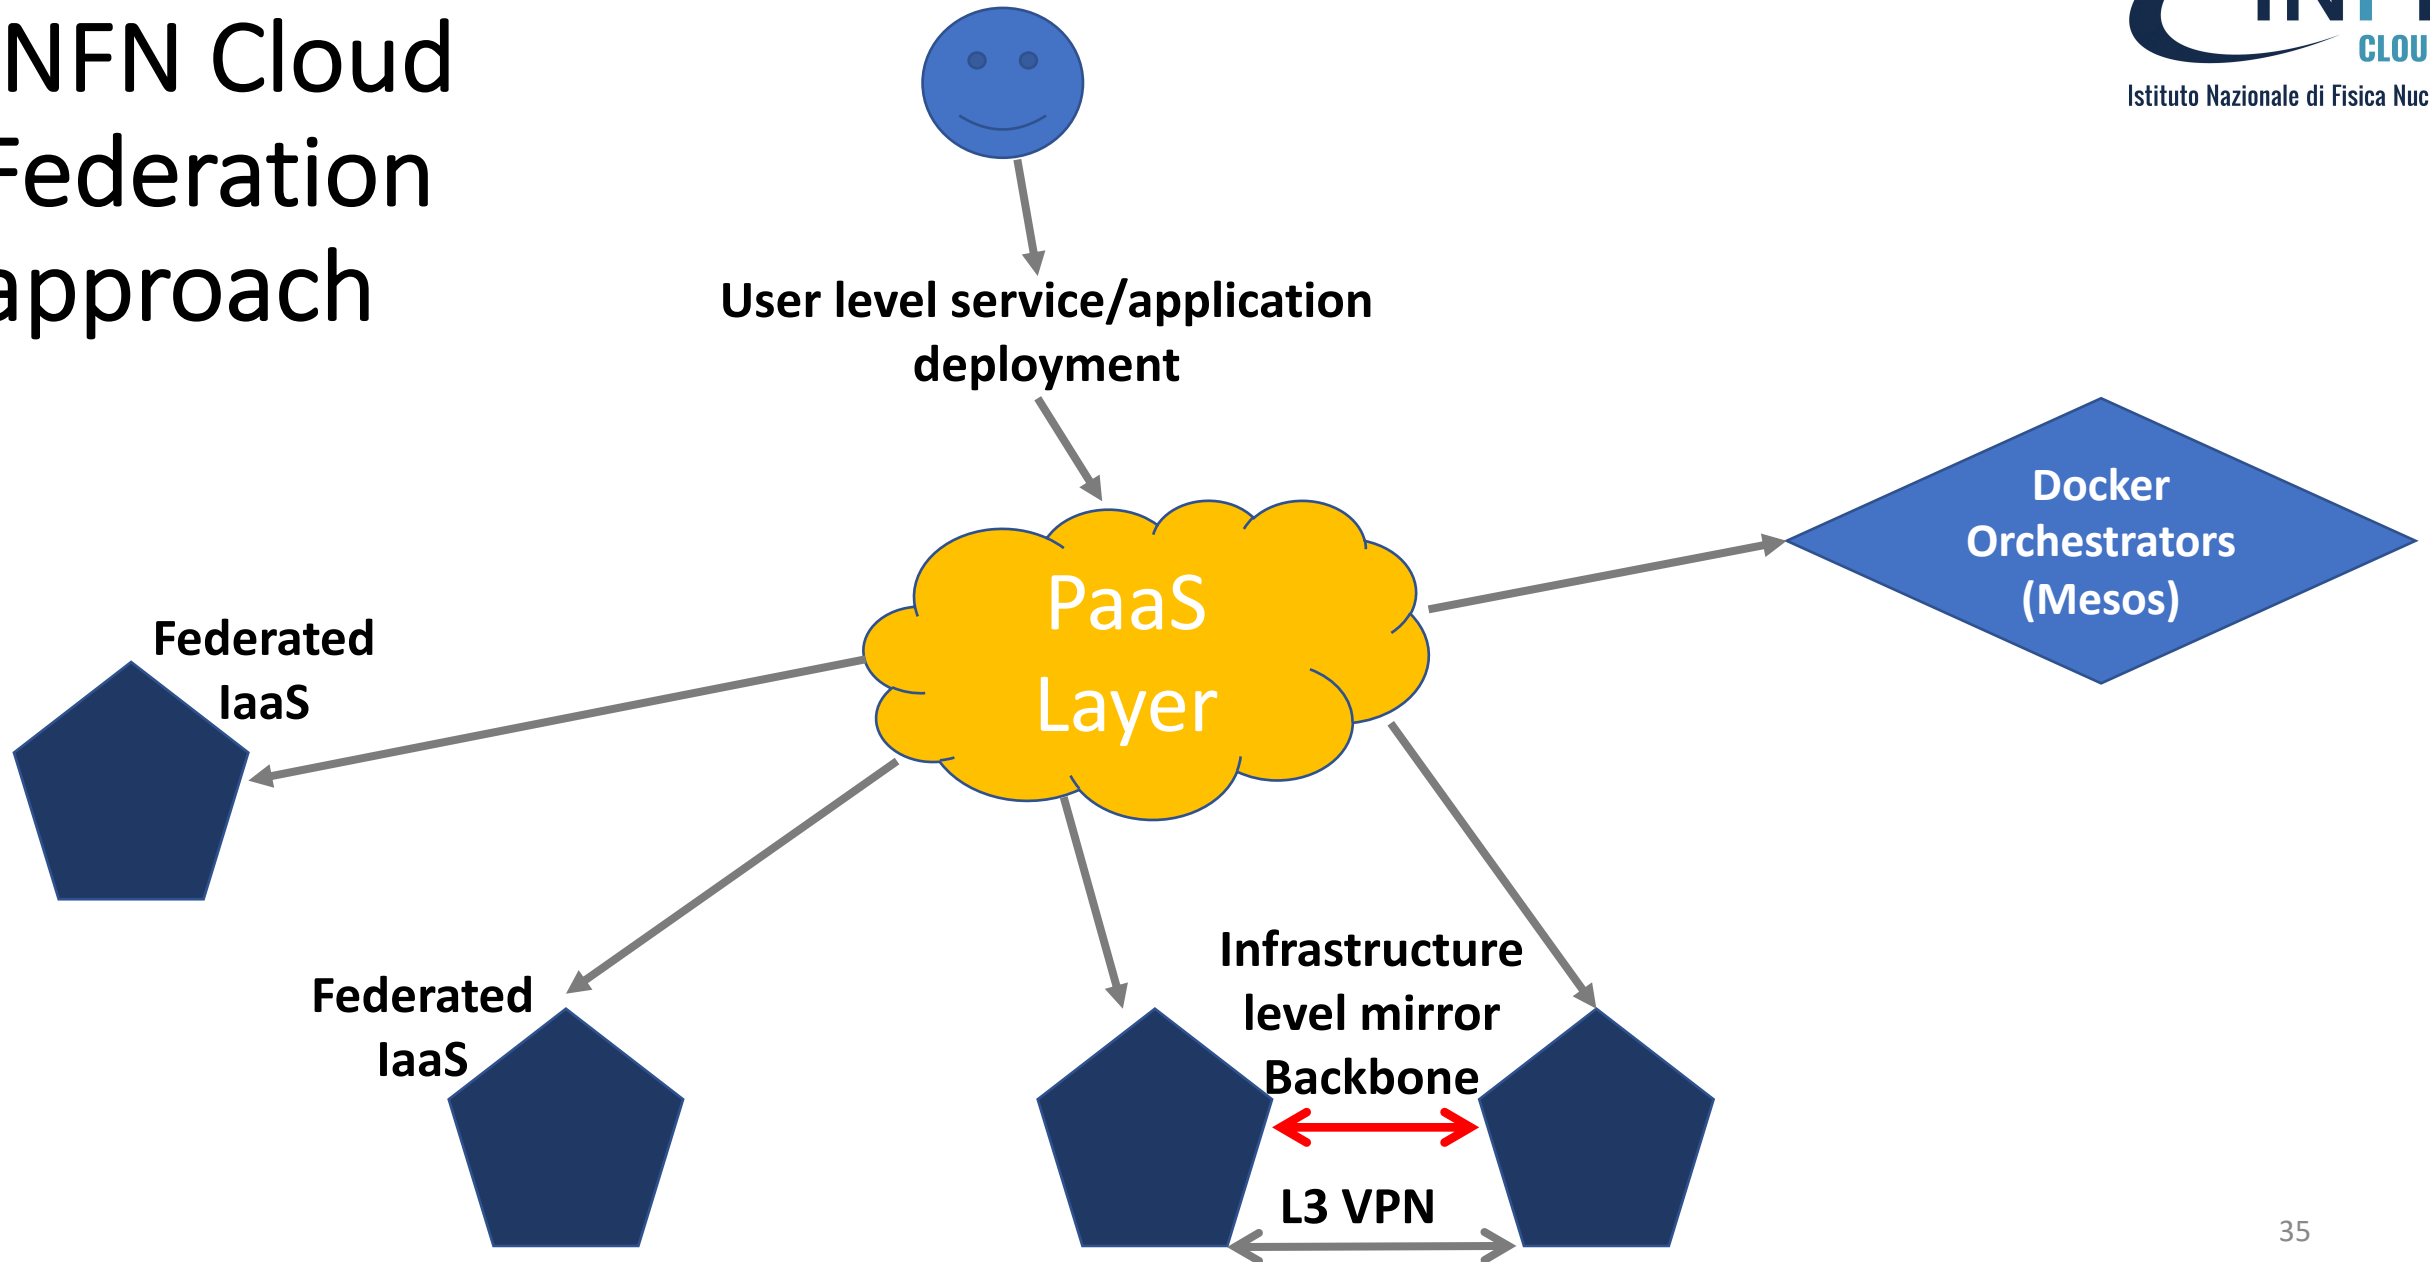 NFN Cloud
Federation
approach
CLOU
Istituto Nazionale di Fisica Nuc
User level service/application
deployment
Docker
Orchestrators
(Mesos)
PaaS
Layer
Federated
IaaS
Federated
IaaS
Infrastructure
level mirror
Backbone
L3 VPN
35